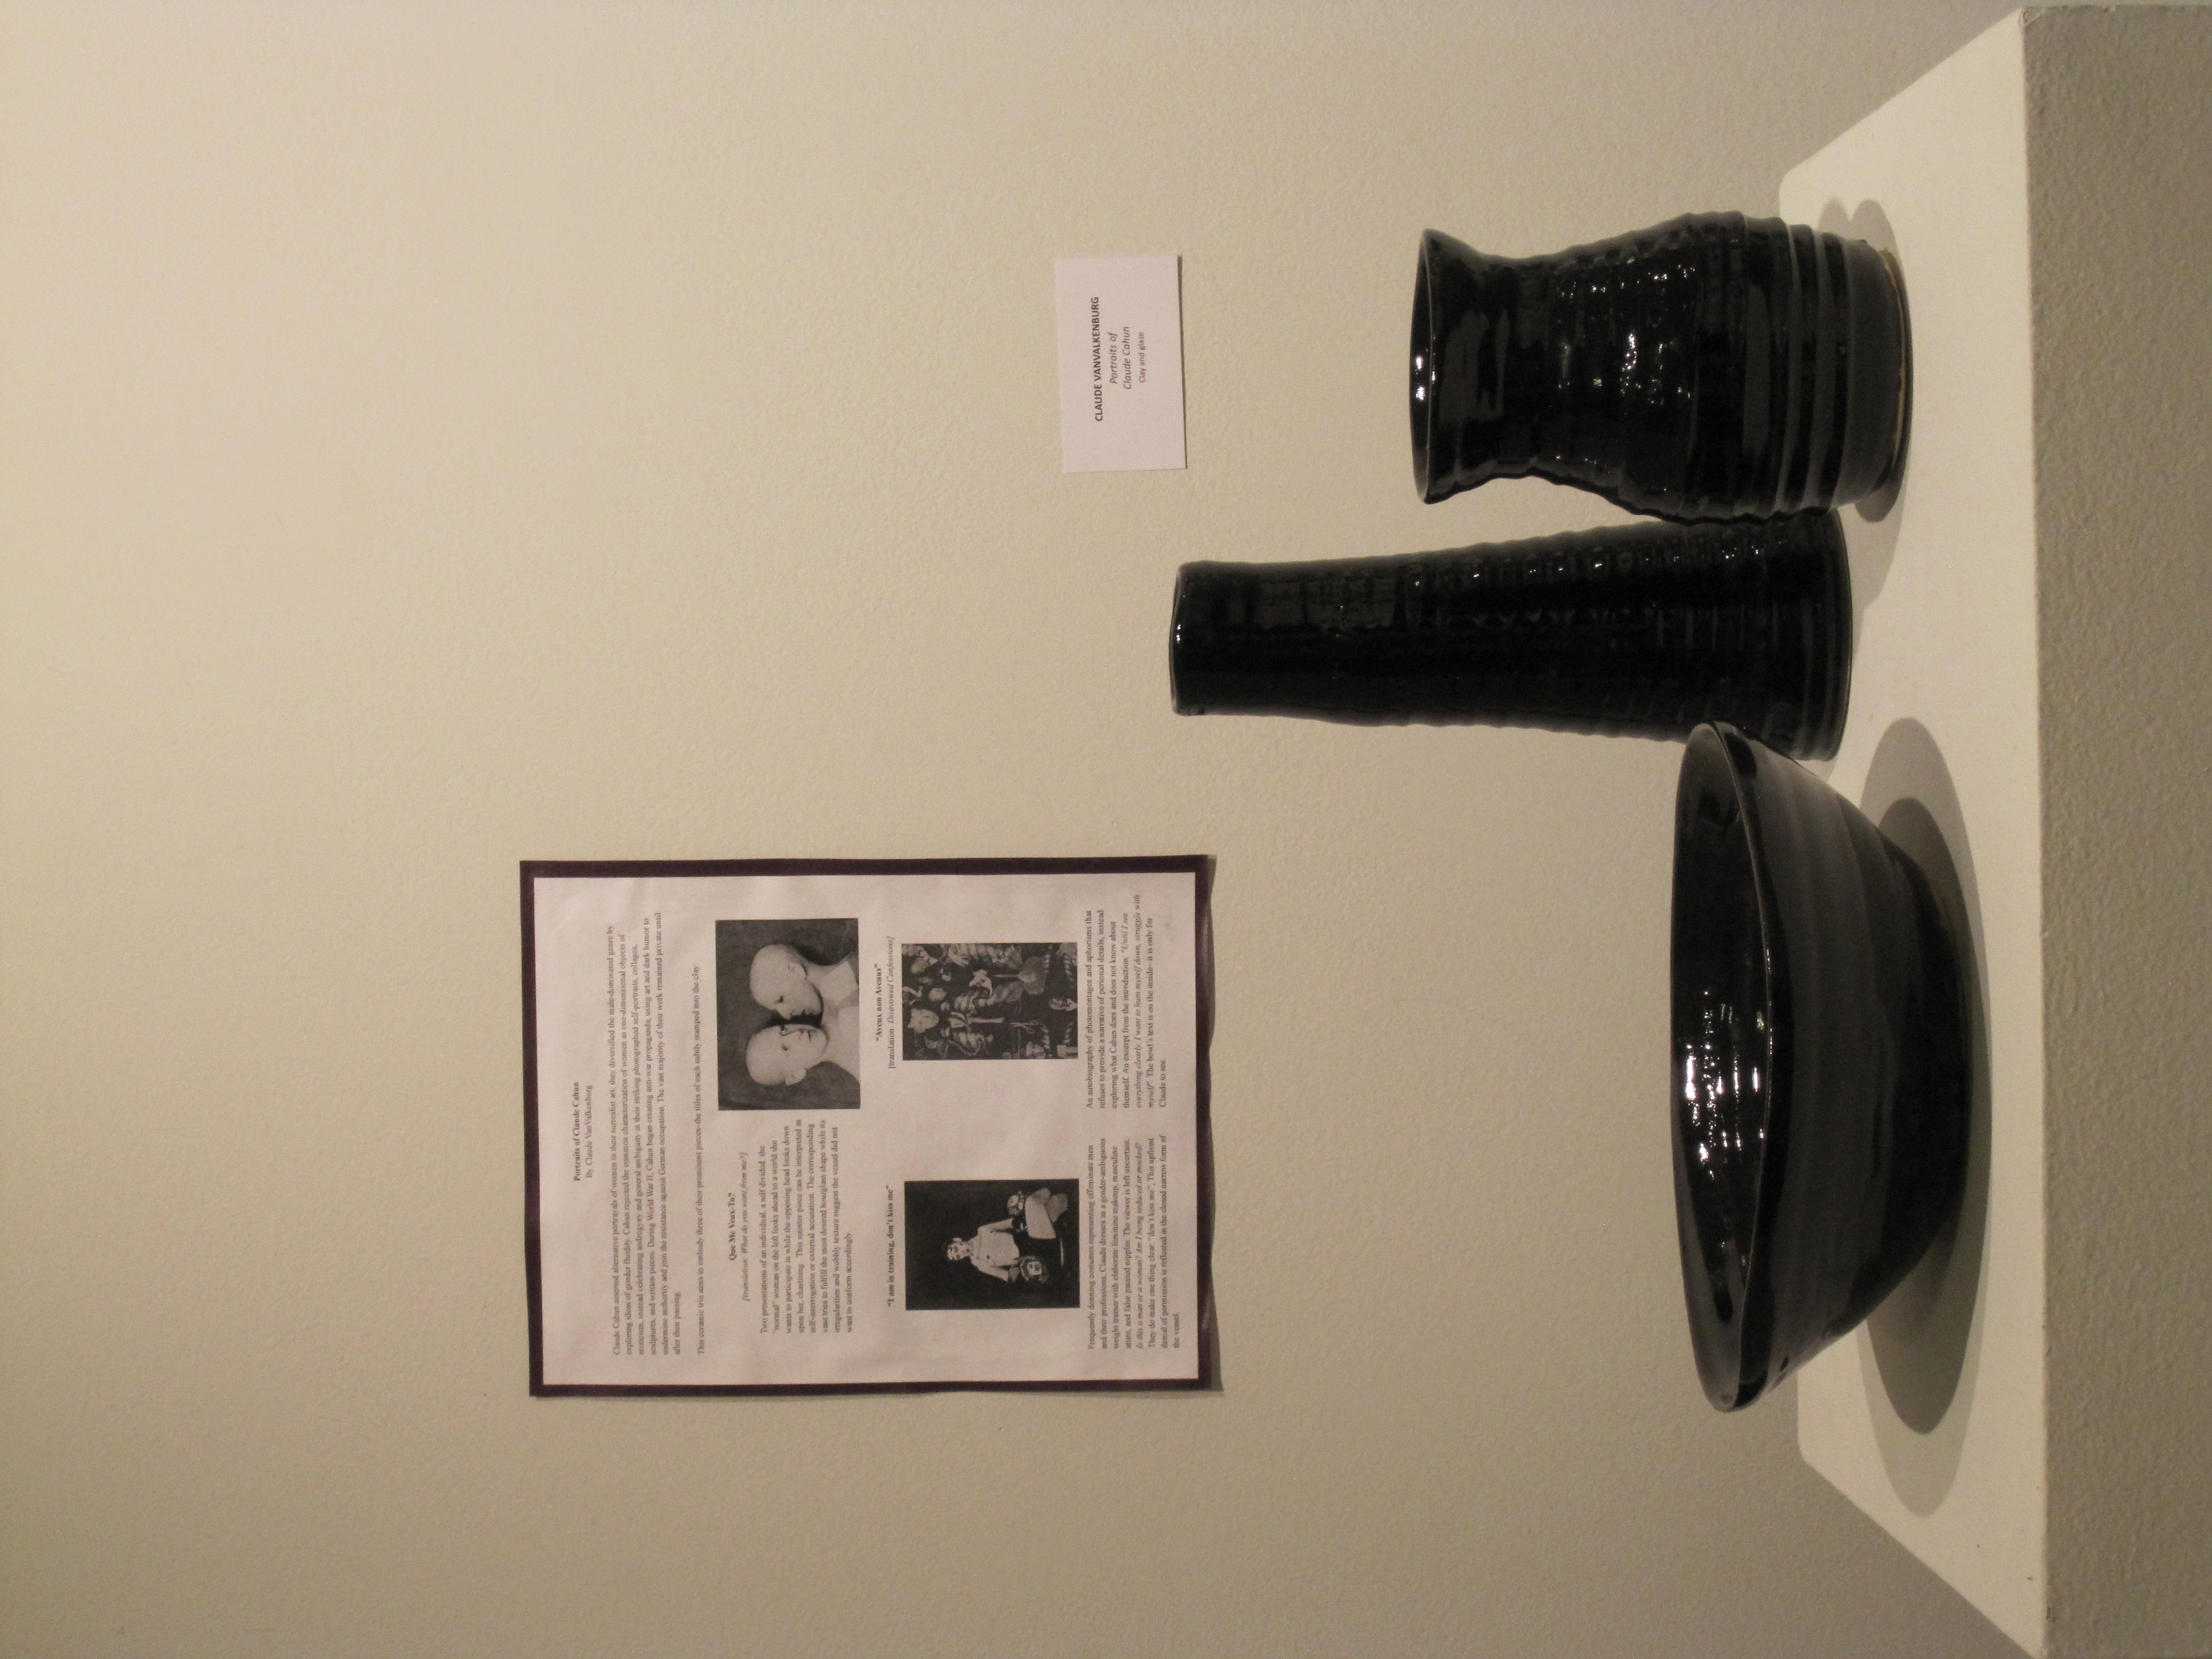 Portraits of Claude Cahun
By Claude VanValkenburg
Claude Cahun asserted alternative portrayals of women in their surrealist art; they diversified the male-dominated genre by
exploring ideas of gender fluidity. Cahun rejected the common characterization of women as one-dimensional objects of
eroticism, instead celebrating androgyny and general ambiguity in their striking photographed self-portraits, collages,
sculptures, and written pieces. During World War II, Cahun began creating anti-war propaganda, using art and dark humor to
undermine authority and join the resistance against German occupation. The vast majority of their work remained private until
after their passing.
This ceramic trio aims to embody three of their prominent pieces–the titles of each subtly stamped into the clay:
Que Me Veux-Tu?
[translation: What do you want from me?]
Two presentations of an individual, a self divided: the
"normal" woman on the left looks ahead to a world she
wants to participate in while the opposing head looks down
upon her, chastising. This sinister piece can be interpreted as
self-interrogation or external accusation. The corresponding
vase tries to fulfill the most desired hourglass shape while its
irregularities and wobbly texture suggest the vessel did not
want to conform accordingly.
"I am in training, don't kiss me"
Frequently donning costumes representing effeminate men
and their professions, Claude dresses as a gender-ambiguous
weight trainer with elaborate feminine makeup, masculine
attire, and false painted nipples. The viewer is left uncertain:
Is this a man or a woman? Am I being seduced or mocked?
They do make one thing clear: "don't kiss me". This upfront
denial of permission is reflected in the closed narrow form of
the vessel.
"Aveux non Avenus"
[translation: Disavowed Confessions]
An autobiography of photomontages and aphorisms that
refuses to provide a narrative of personal details, instead
exploring what Cahun does and does not know about
themself. An excerpt from the introduction: "Until I see
everything clearly, I want to hunt myself down, struggle with
myself". The bowl's text is on the inside– it is only for
Claude to see.
CLAUDE VANVALKENBURG
Portraits of
Claude Cahun
Clay and glaze